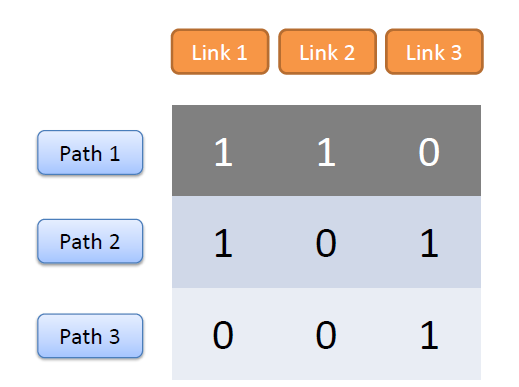 Link 1 Link 2 Link 3
Path 1 1 1 0
Path 2 1 0 1
Path 3 0 0 1